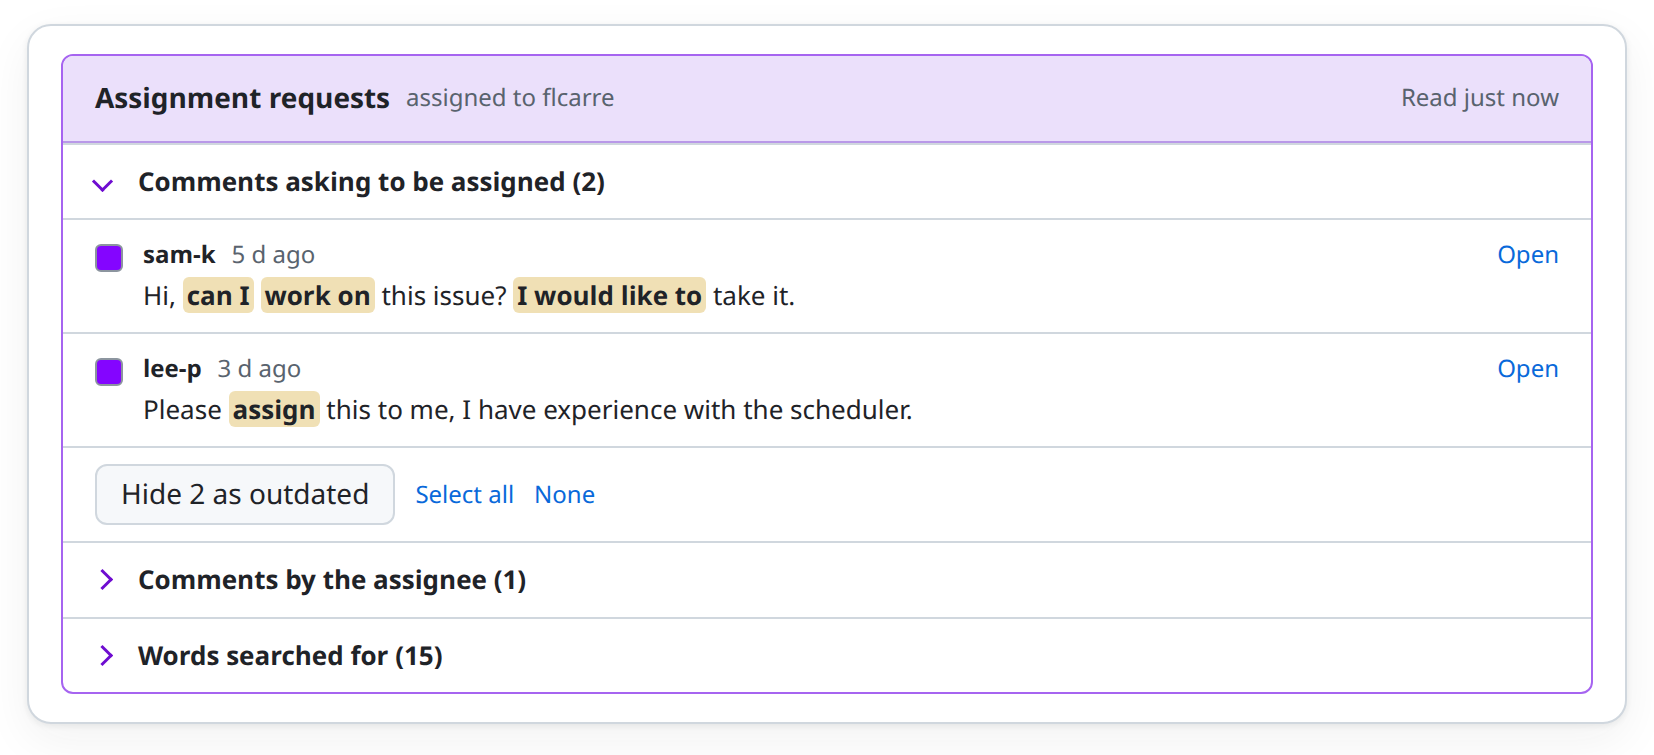 Assignment requests assigned to flcarre Read just now
Comments asking to be assigned (2)
sam-k 5 d ago Open
Hi, can I work on this issue? I would like to take it.
lee-p 3 d ago Open
Please assign this to me, I have experience with the scheduler.
Hide 2 as outdated Select all None
Comments by the assignee (1)
Words searched for (15)